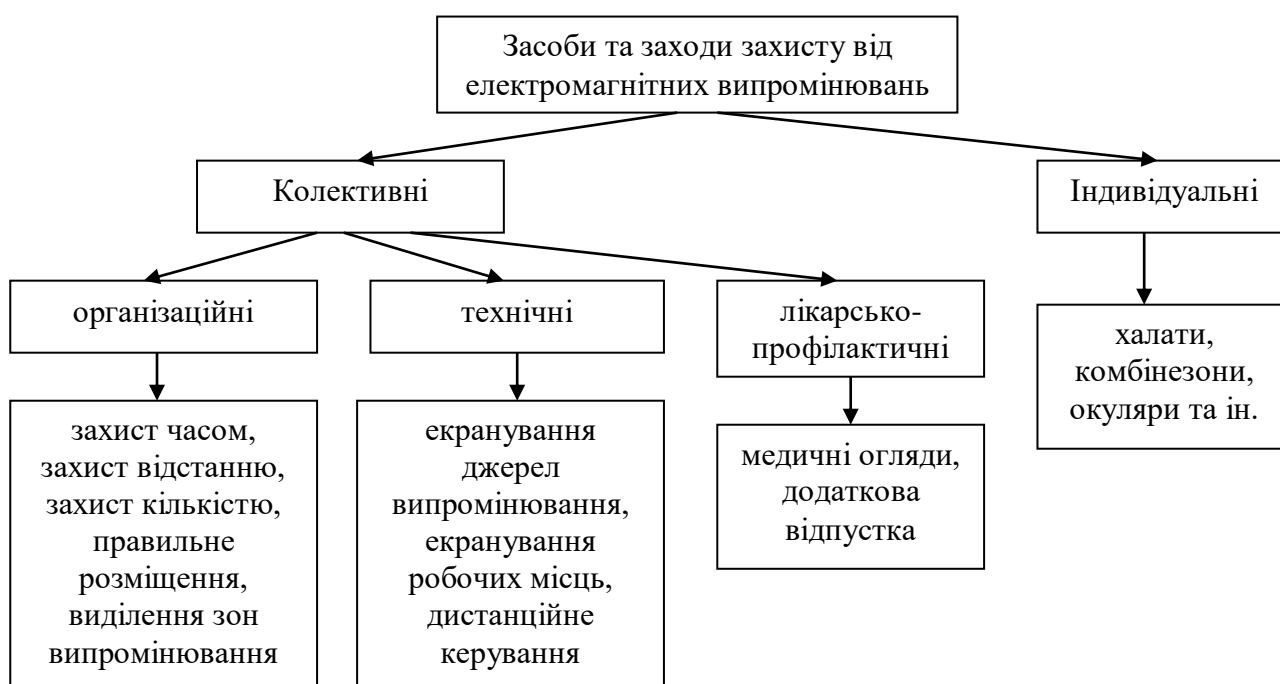 Засоби та заходи захисту від
електромагнітних випромінювань
Колективні
Індивідуальні
організаційні
технічні
лікарсько-
профілактичні
халати,
комбінезони,
окуляри та ін.
захист часом,
захист відстанню,
захист кількістю,
правильне
розміщення,
виділення зон
випромінювання
екранування
джерел
випромінювання,
екранування
робочих місць,
дистанційне
керування
медичні огляди,
додаткова
відпустка